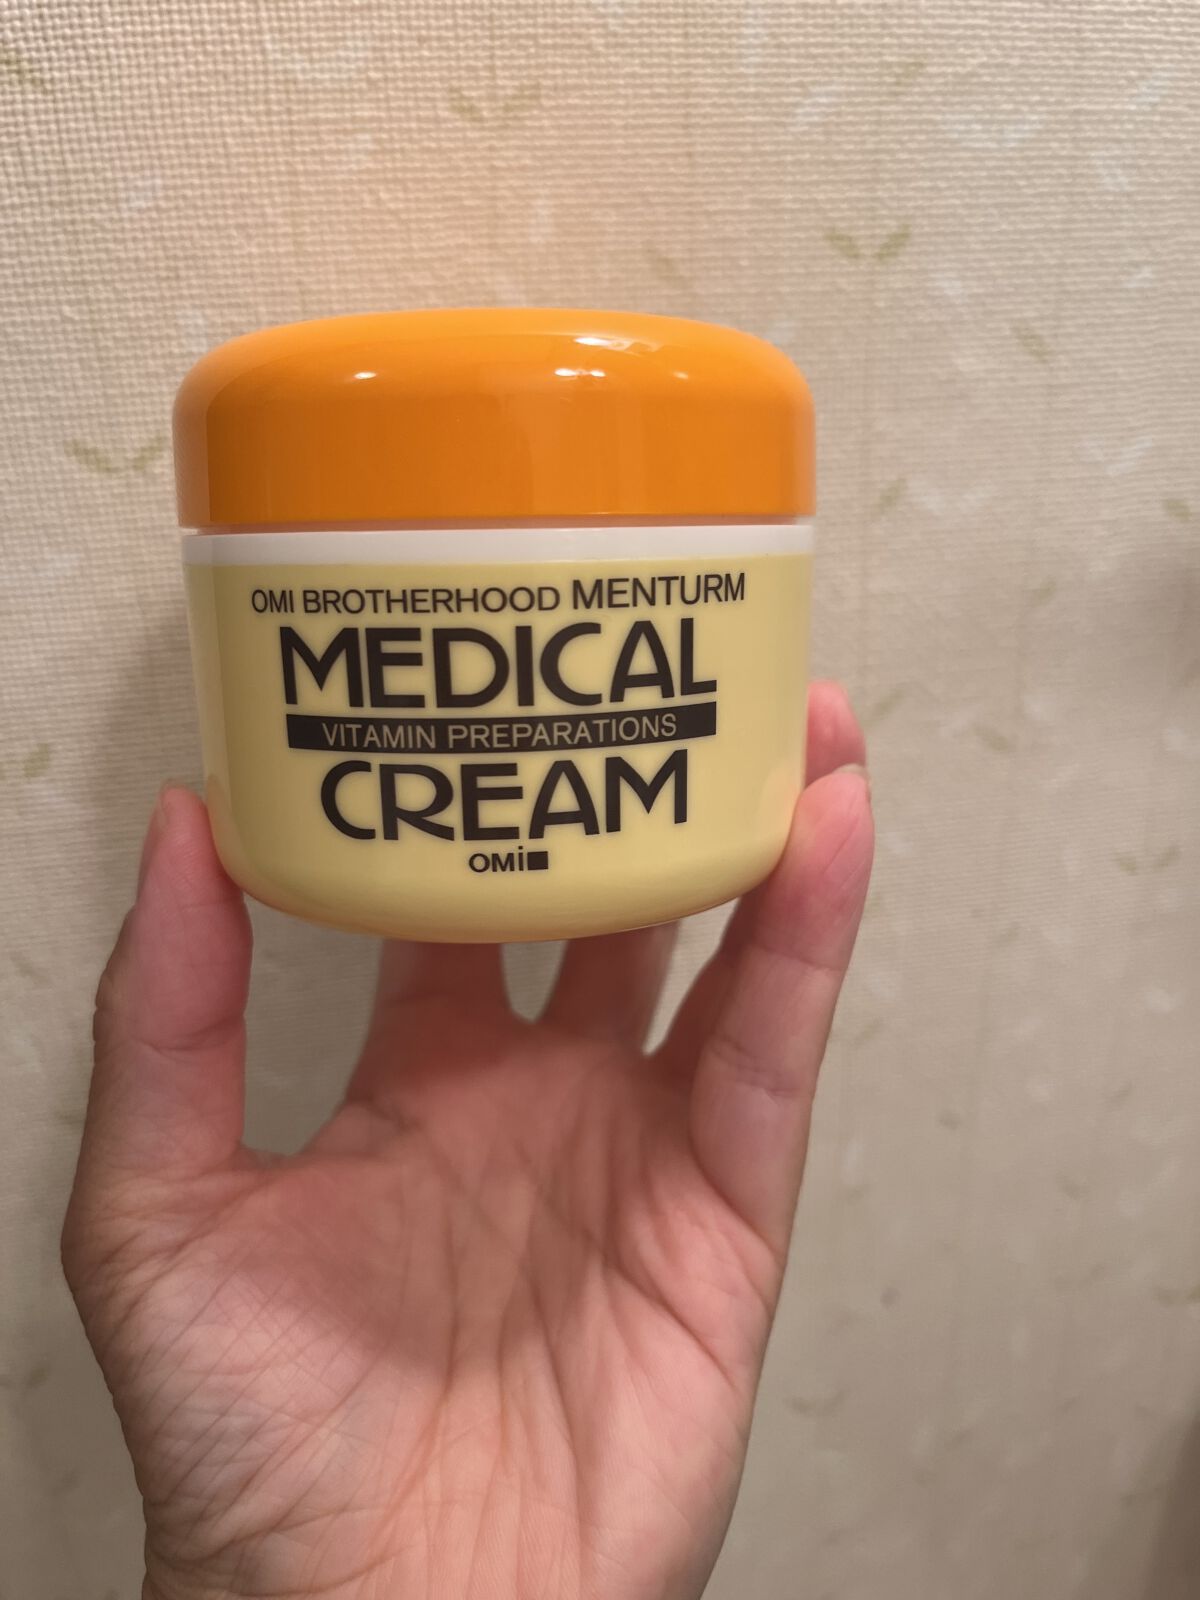 OMI BROTHERHOOD MENTURM
MEDICAL
VITAMIN PREPARATIONS
CREAM
OMi